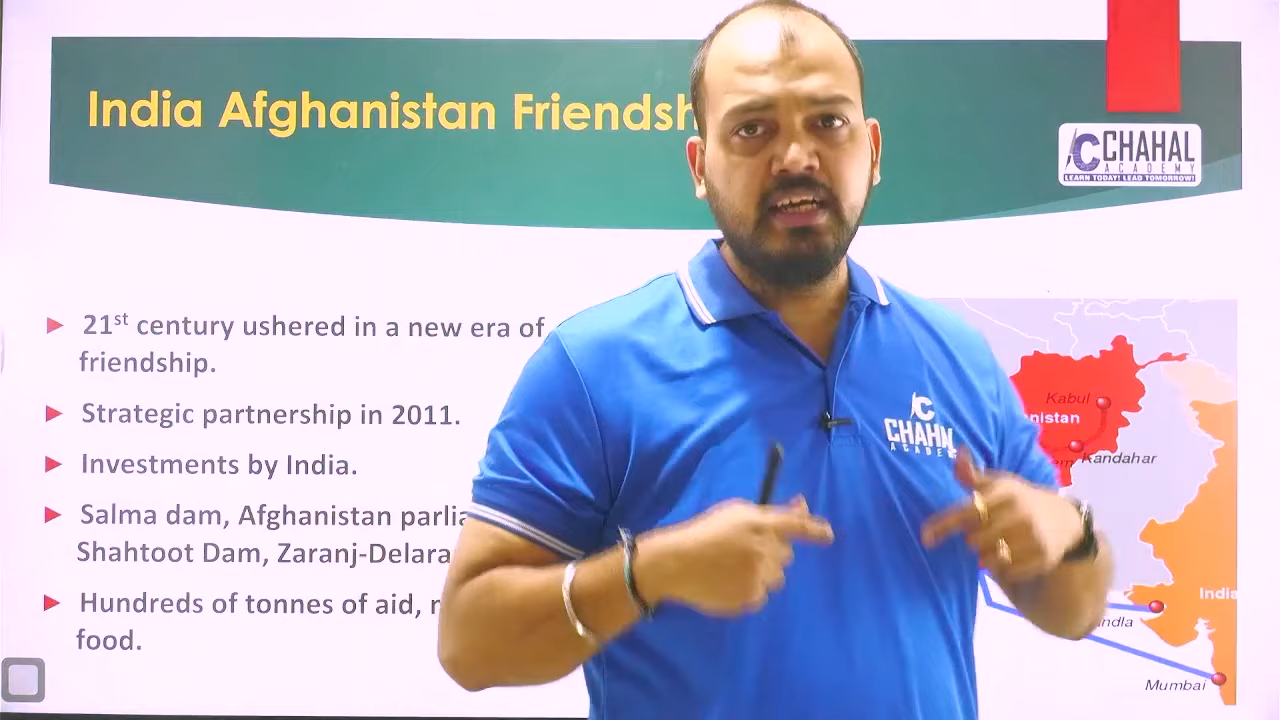 India Afghanistan Friendsh
CHAHAL
ACADEMY
LEARN TODAY! LEAD TOMORROW!
21st century ushered in a new era of
friendship.
Strategic partnership in 2011.
Investments by India.
Salma dam, Afghanistan parlia
Shahtoot Dam, Zaranj-Delara
Hundreds of tonnes of aid, m
food.
Kabul
nistan
Kandahar
India
ndla
Mumbai